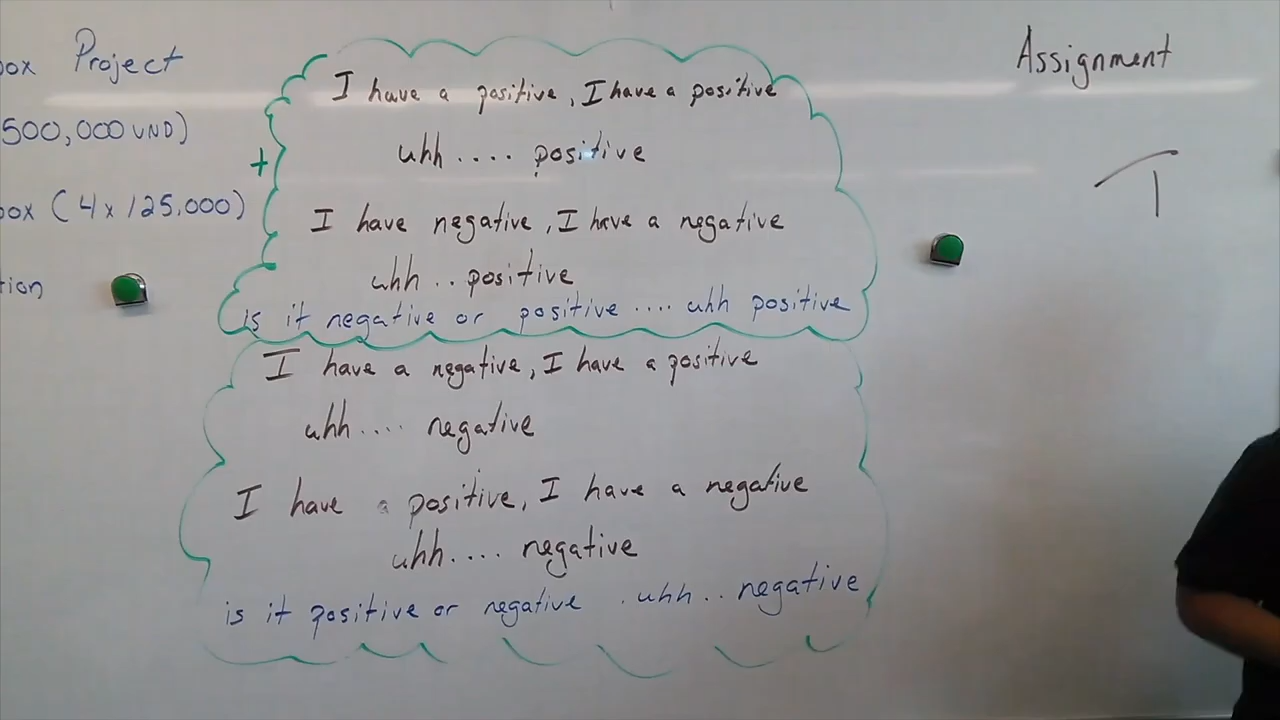 box Project
500,000 VND)
box (4 x 125.000)
tion
+
I have a positive, I have a positive
uhh .... positive
I have negative, I have a negative
uhh .. positive
is it negative or positive .... uhh positive
I have a negative, I have a positive
uhh .... negative
I have a positive, I have a negative
uhh.... negative
is it positive or negative . uhh.. negative
Assignment
T